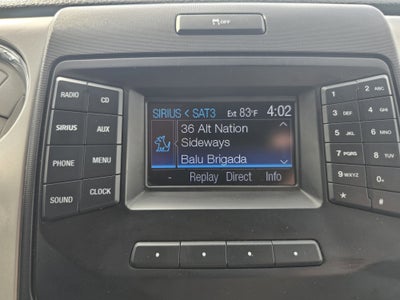 OFF
RADIO
CD
SIRIUS
AUX
PHONE
MENU
SOUND
CLOCK
SIRIUS < SAT3 Ext 83°F 4:02
36 Alt Nation
Sideways
Balu Brigada
- Replay Direct Info
1
2 ABC
3 DEF
4 GHI
5 JKL
6 MNO
7 PQRS
8 TUV
9 WXYZ
0+
*
#